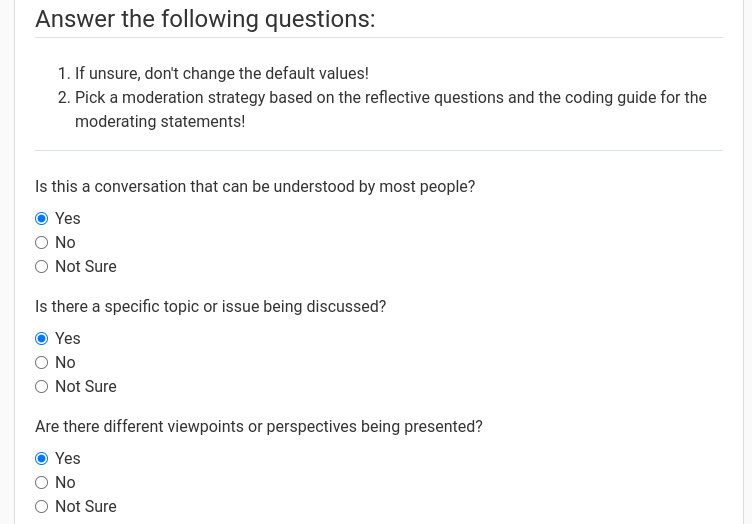 Answer the following questions:
1. If unsure, don't change the default values!
2. Pick a moderation strategy based on the reflective questions and the coding guide for the
moderating statements!
Is this a conversation that can be understood by most people?
Yes
No
Not Sure
Is there a specific topic or issue being discussed?
Yes
No
Not Sure
Are there different viewpoints or perspectives being presented?
Yes
No
Not Sure